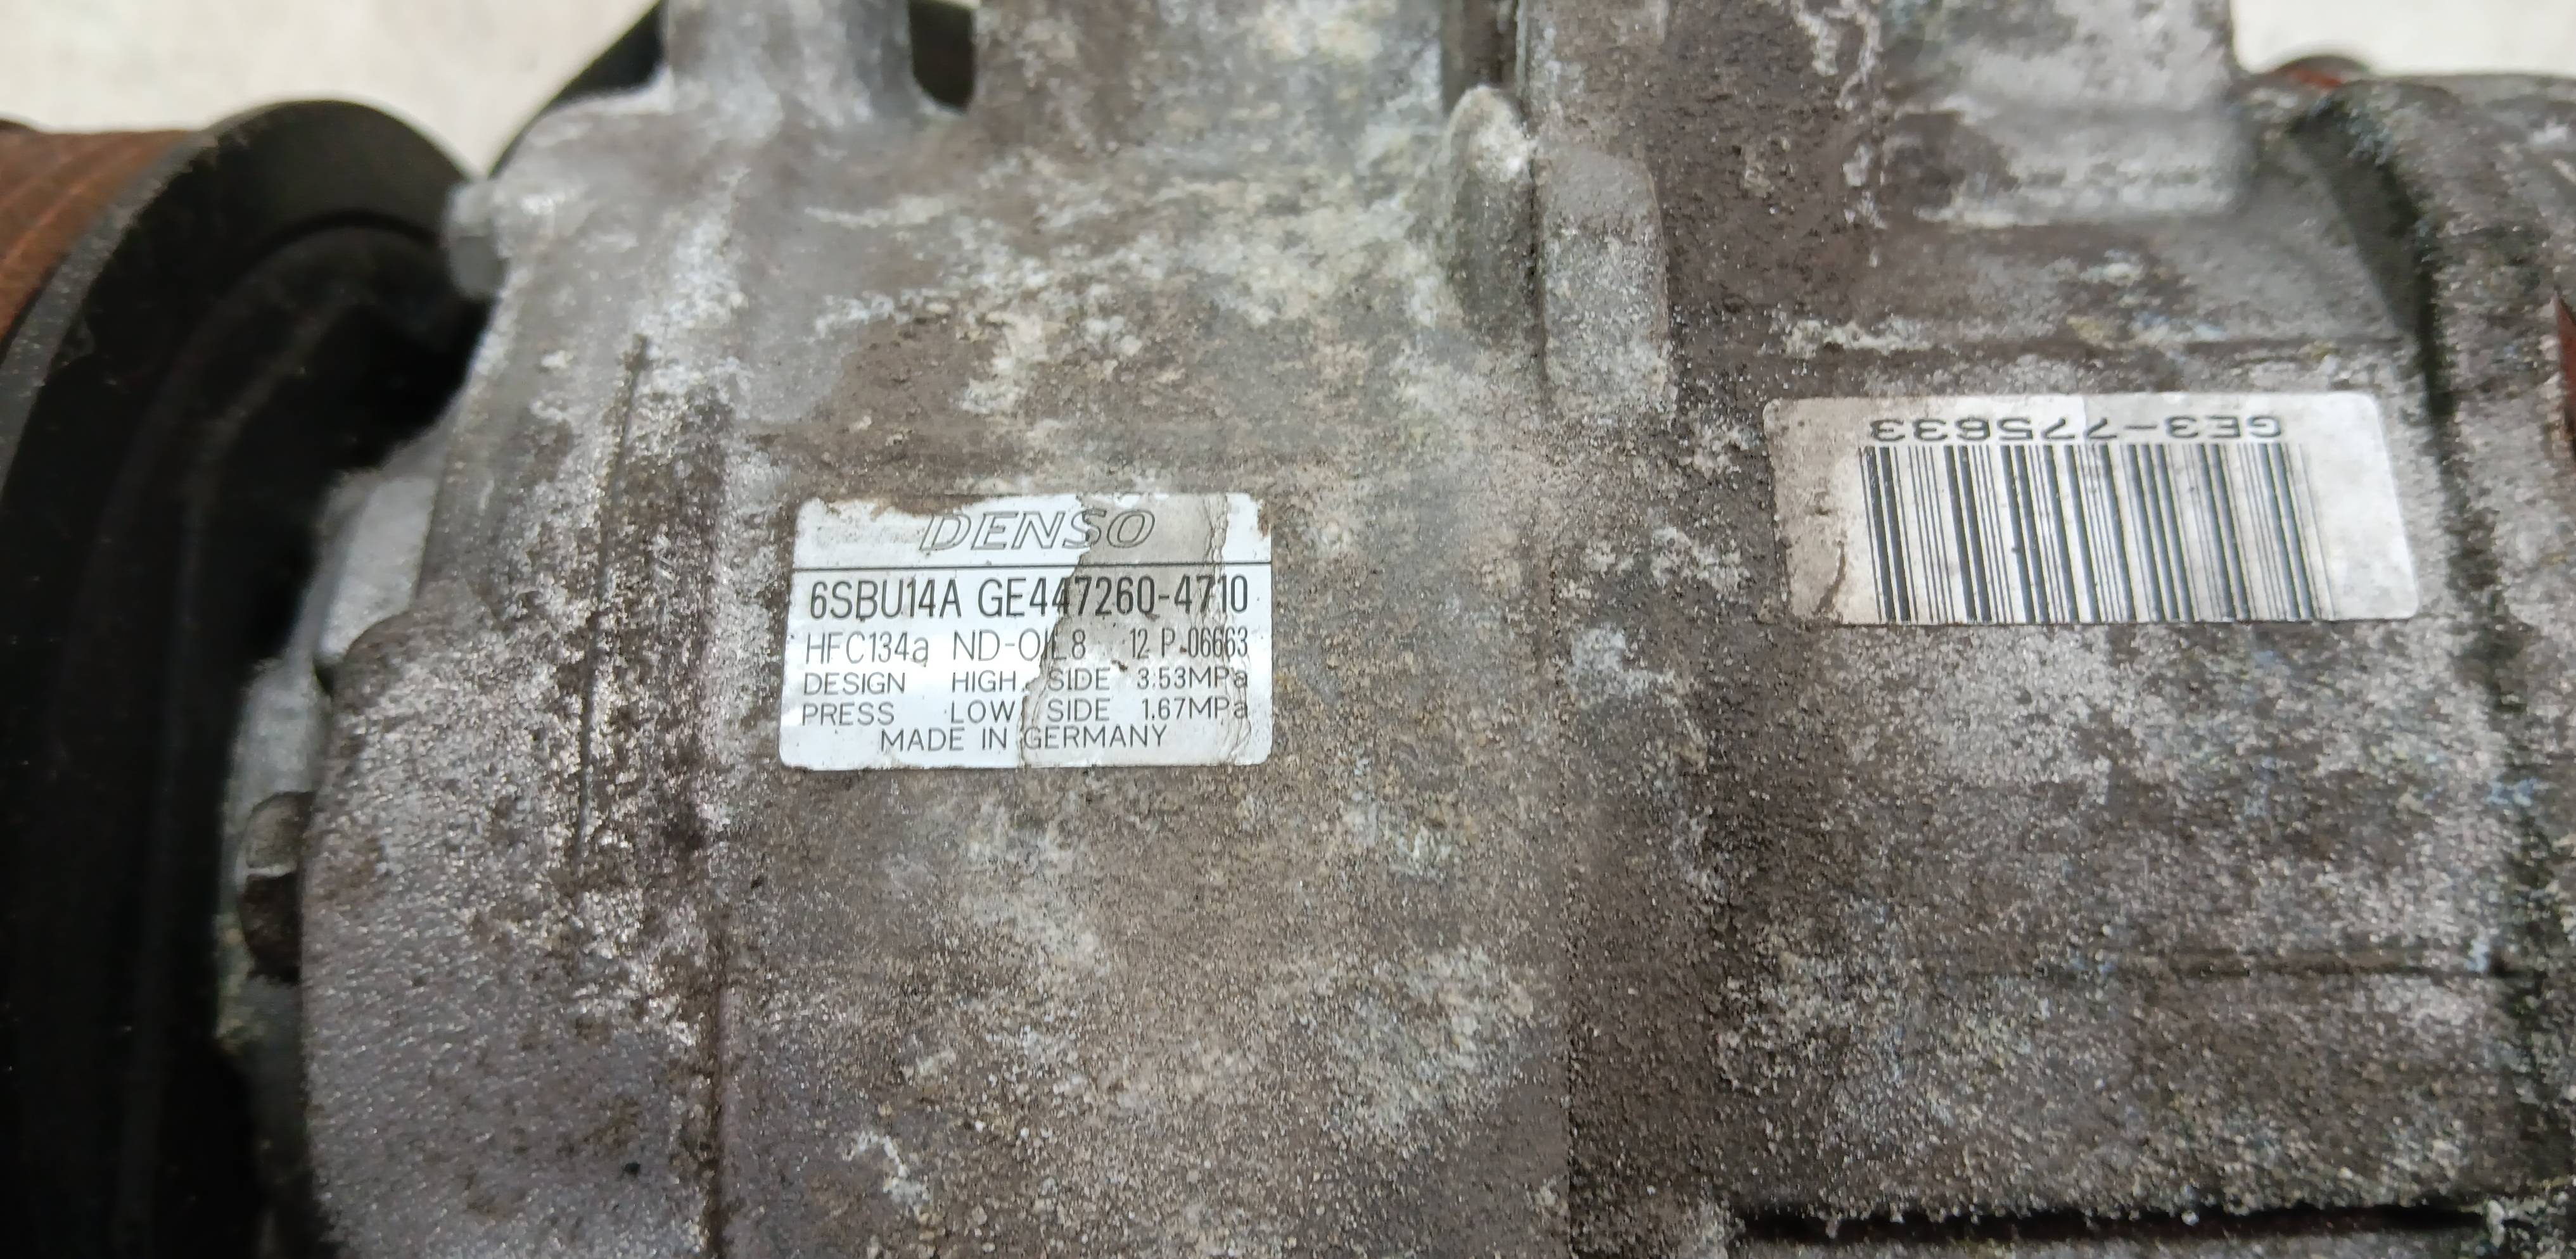 DENSO
6SBU14A GE447260-4710
HFC134a ND-OIL8 12 P-06663
DESIGN HIGH SIDE 3.53MPa
PRESS LOW SIDE 1.67MPa
MADE IN GERMANY
GE3-775633